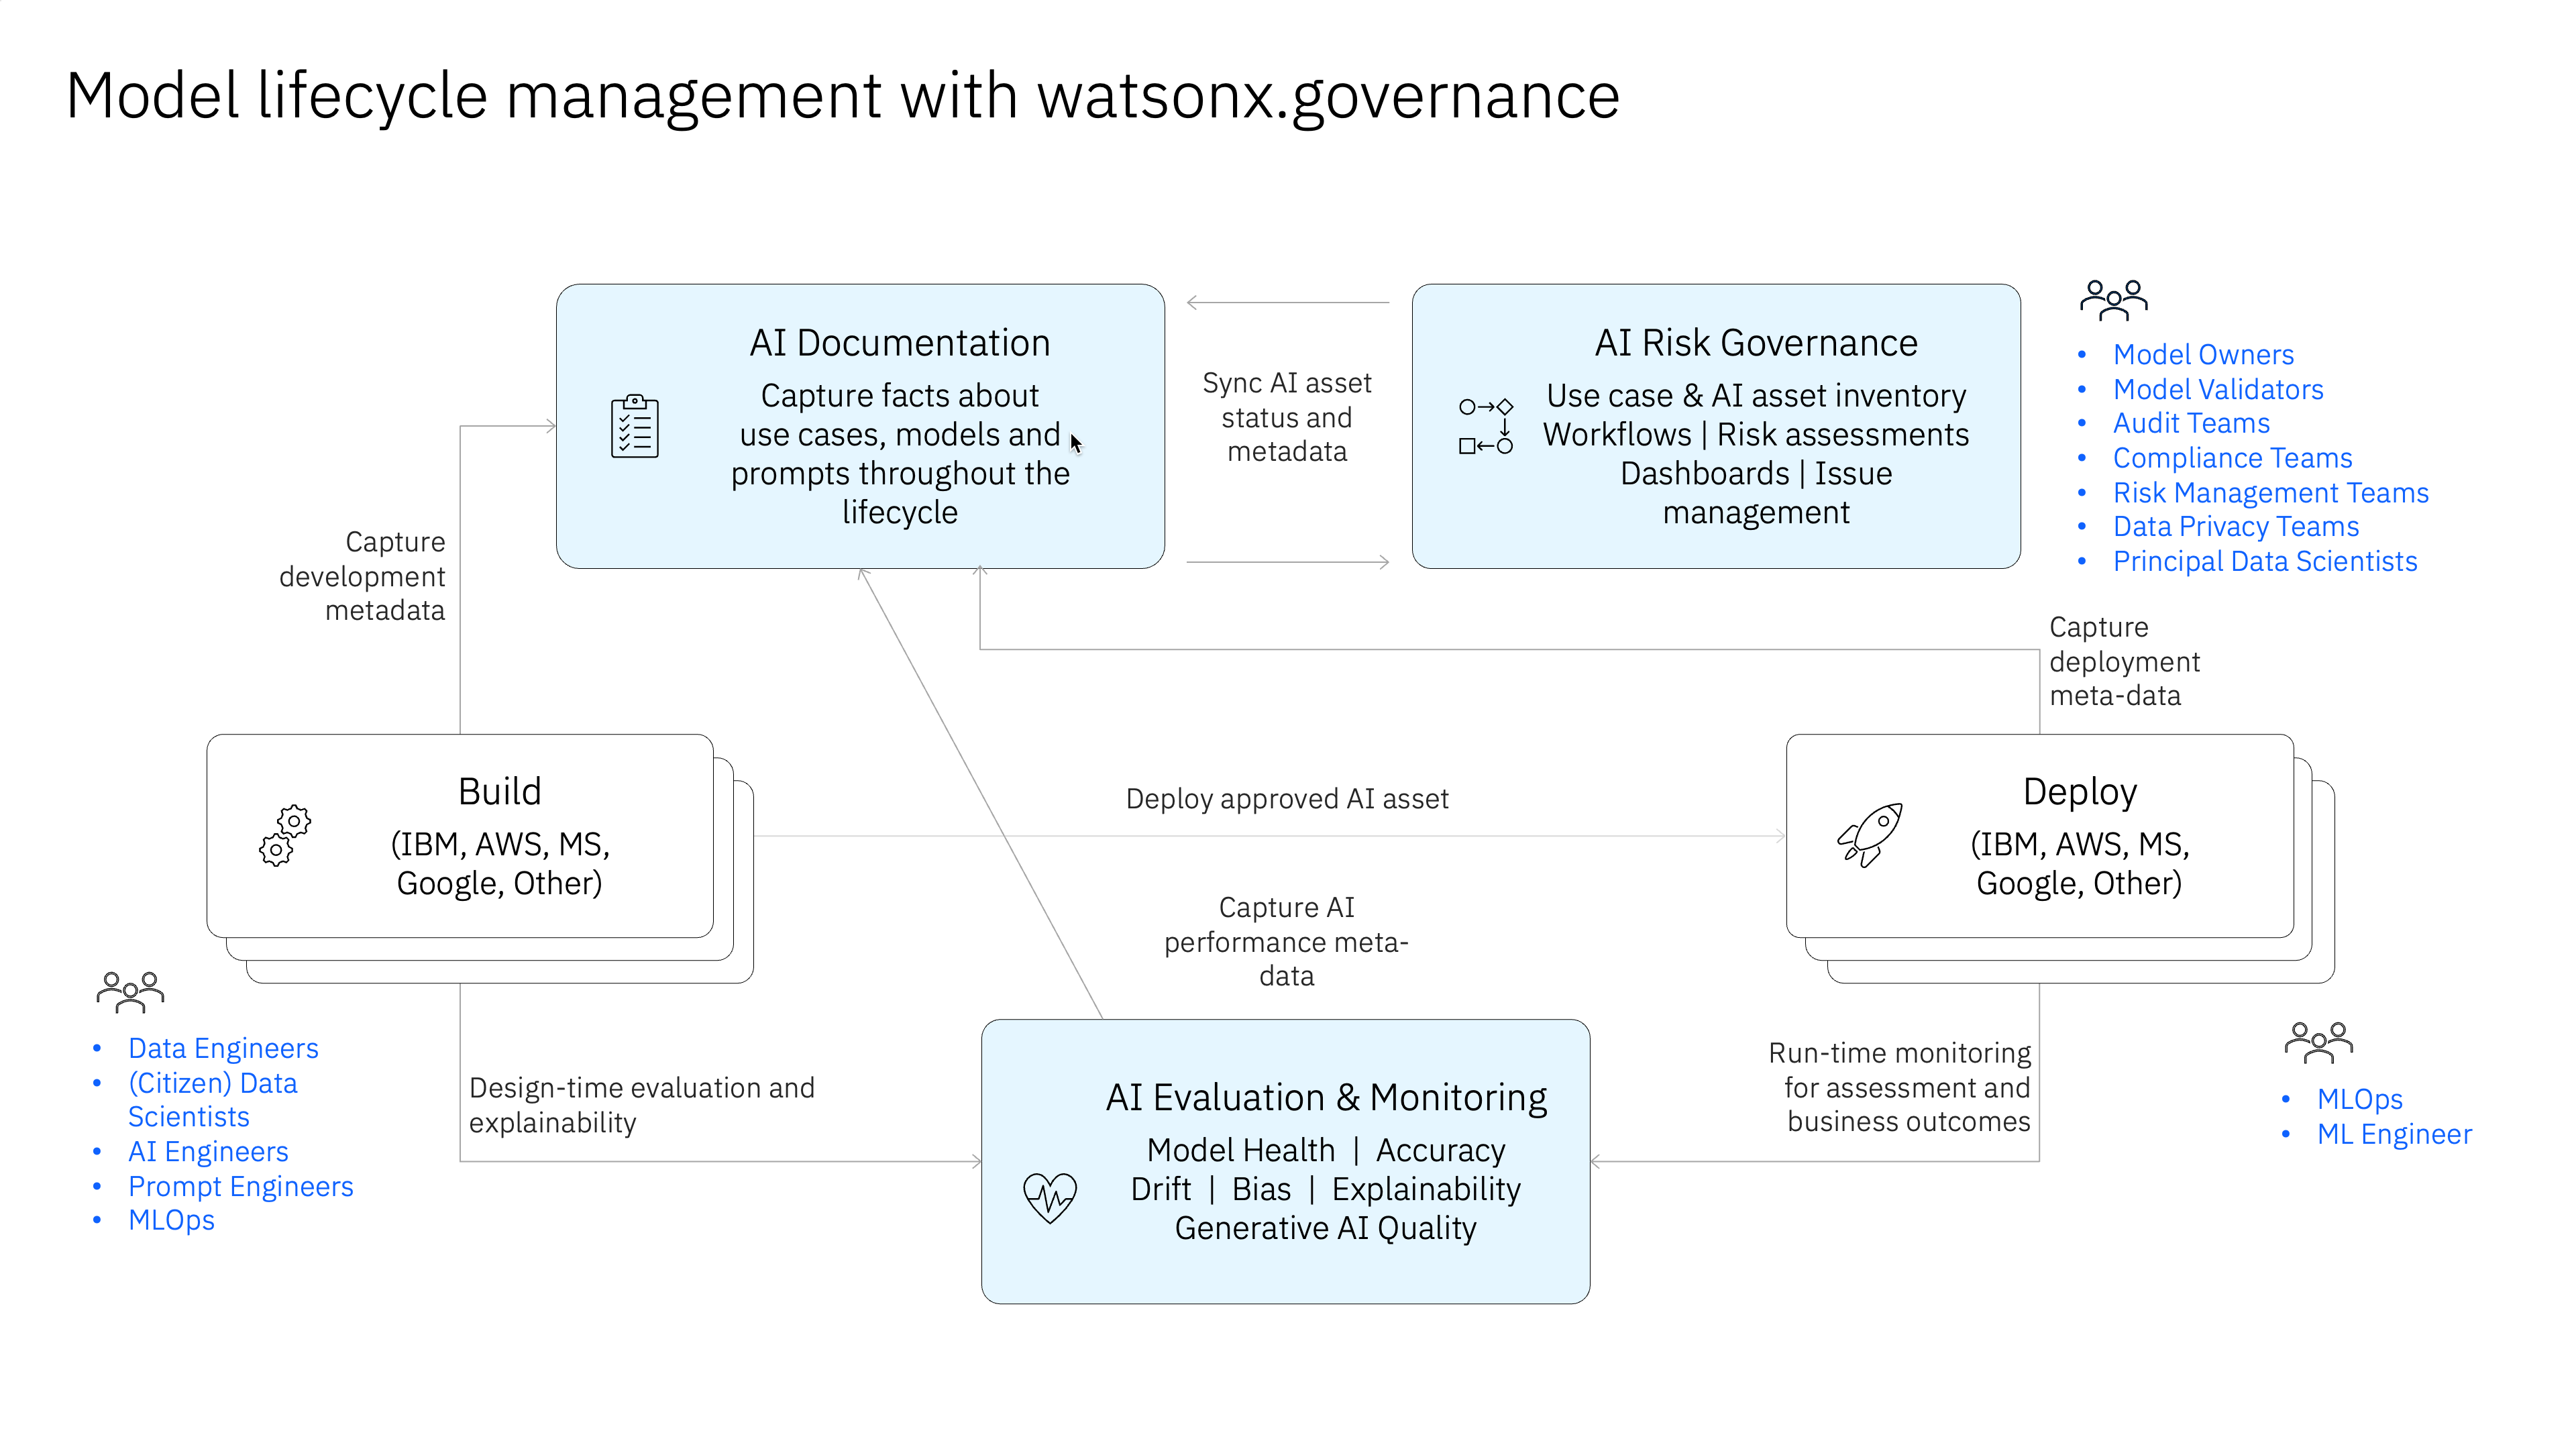 Model lifecycle management with watsonx.governance
AI Documentation
Capture facts about
use cases, models and
prompts throughout the
lifecycle
Sync AI asset
status and
metadata
AI Risk Governance
Use case & AI asset inventory
Workflows | Risk assessments
Dashboards | Issue
management
• Model Owners
• Model Validators
• Audit Teams
• Compliance Teams
• Risk Management Teams
• Data Privacy Teams
• Principal Data Scientists
Capture
development
metadata
Capture
deployment
meta-data
Build
(IBM, AWS, MS,
Google, Other)
Deploy approved AI asset
Deploy
(IBM, AWS, MS,
Google, Other)
Capture AI
performance meta-
data
• Data Engineers
• (Citizen) Data
Scientists
• AI Engineers
• Prompt Engineers
• MLOps
Design-time evaluation and
explainability
AI Evaluation & Monitoring
Model Health | Accuracy
Drift | Bias | Explainability
Generative AI Quality
Run-time monitoring
for assessment and
business outcomes
• MLOps
• ML Engineer